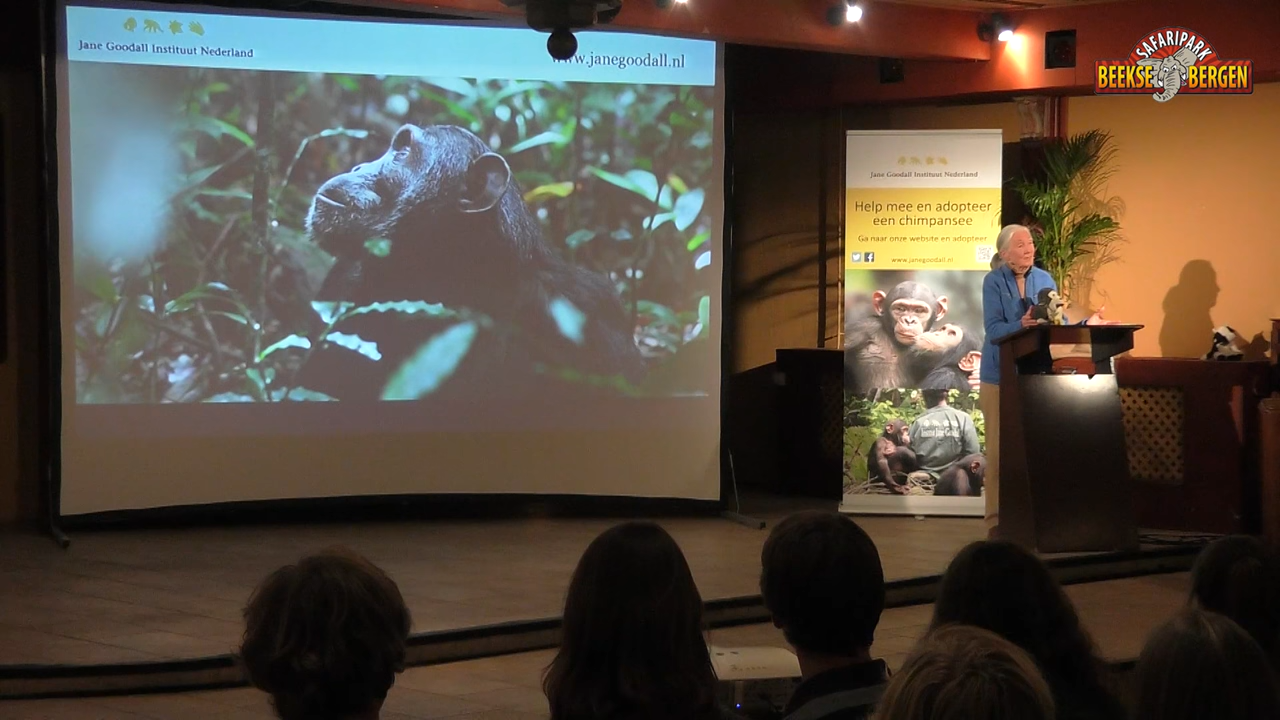 Jane Goodall Instituut Nederland
www.janegoodall.nl
SAFARIPARK
BEEKSE BERGEN
Jane Goodall Instituut Nederland
Help mee en adopteer
een chimpansee
Ga naar onze website en adopteer
www.janegoodall.nl